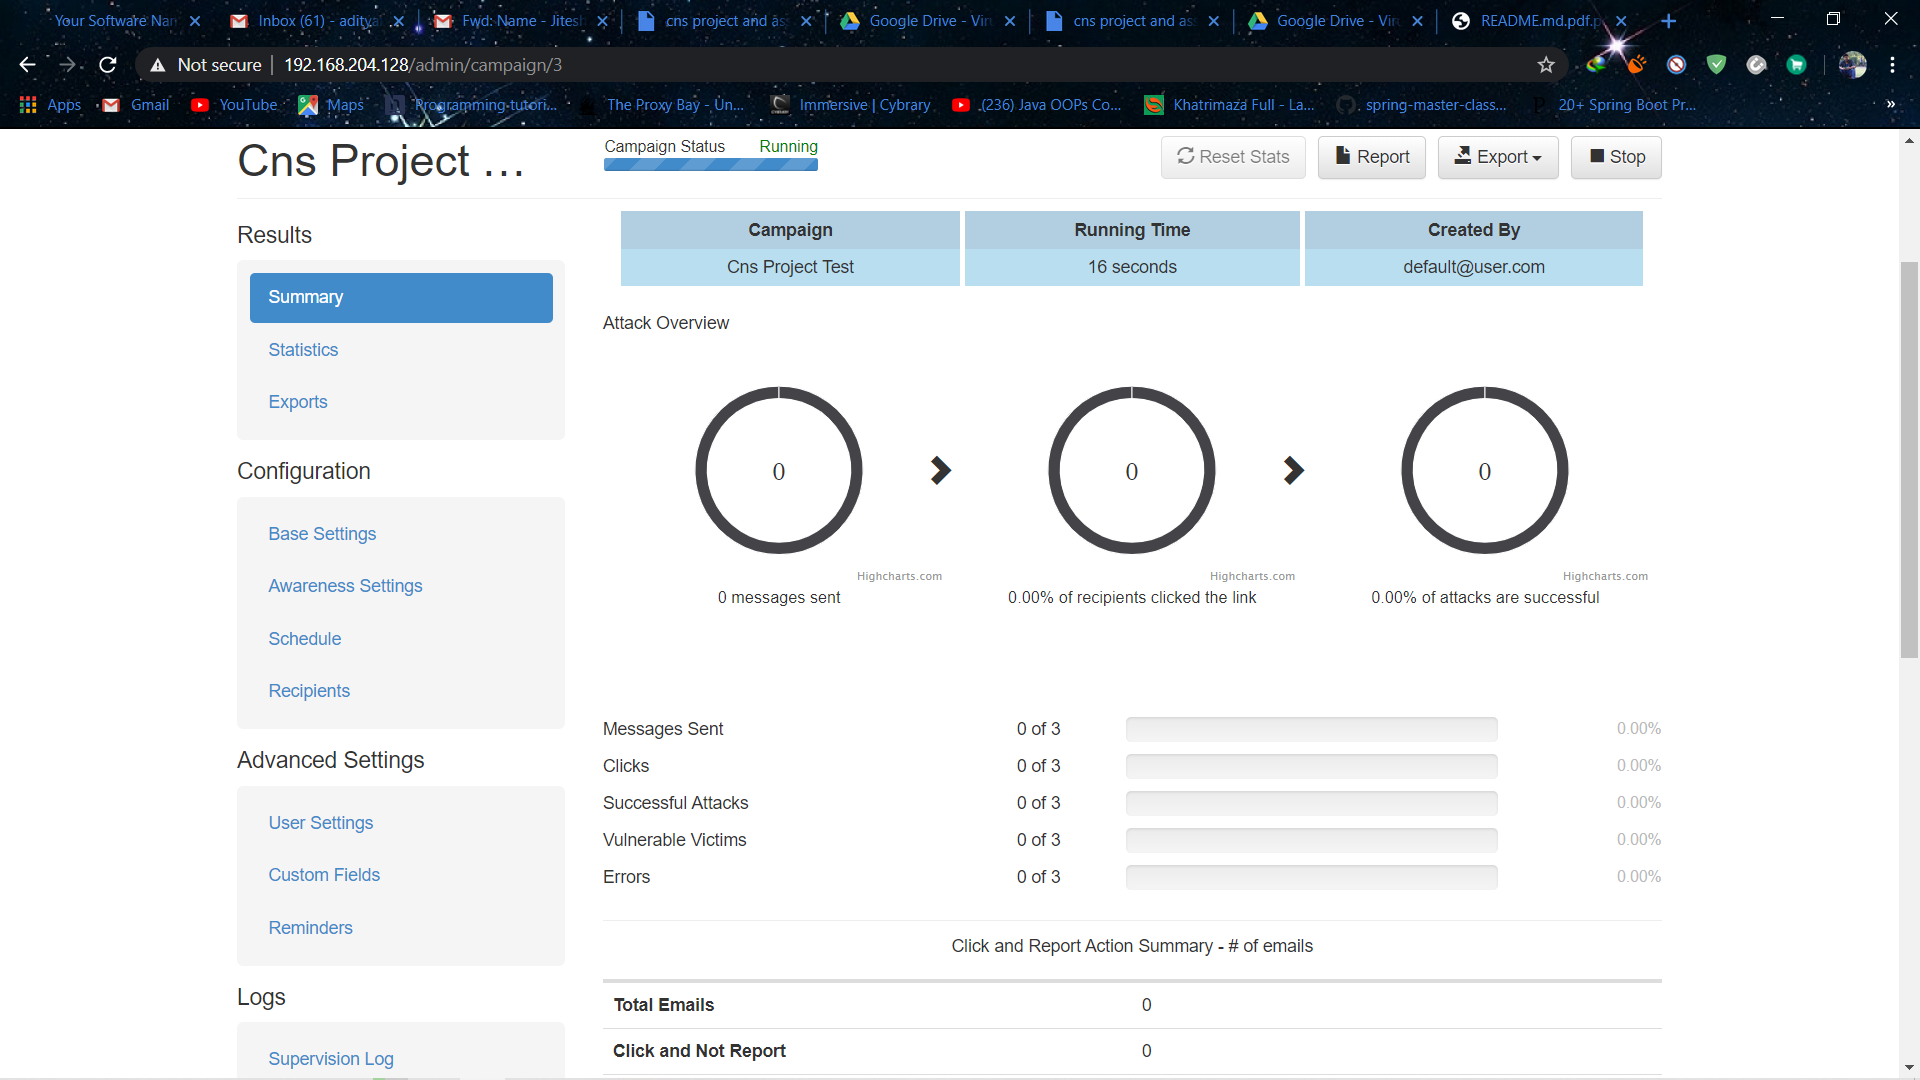 Your Software Nan
Inbox (61) - aditya
Fwd: Name - Jitesh
cns project and as
Google Drive - Viru
cns project and as
Google Drive - Viru
README.md.pdf.p
Not secure
192.168.204.128/admin/campaign/3
Apps
Gmail
YouTube
Maps
Programming-tutori...
The Proxy Bay - Un...
Immersive | Cybrary
(236) Java OOPs Co...
Khatrimaza Full - La...
spring-master-class...
20+ Spring Boot Pr...
»
Cns Project ...
Campaign Status
Running
Reset Stats
Report
Export
Stop
Results
Summary
Statistics
Exports
Configuration
Base Settings
Awareness Settings
Schedule
Recipients
Advanced Settings
User Settings
Custom Fields
Reminders
Logs
Supervision Log
Campaign
Running Time
Created By
Cns Project Test
16 seconds
default@user.com
Attack Overview
0
0
0
Highcharts.com
Highcharts.com
Highcharts.com
0 messages sent
0.00% of recipients clicked the link
0.00% of attacks are successful
Messages Sent 0 of 3 0.00%
Clicks 0 of 3 0.00%
Successful Attacks 0 of 3 0.00%
Vulnerable Victims 0 of 3 0.00%
Errors 0 of 3 0.00%
Click and Report Action Summary - # of emails
Total Emails 0
Click and Not Report 0